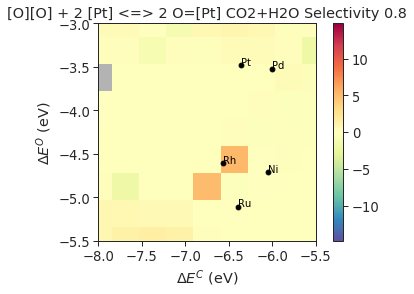 [O][O] + 2 [Pt] <=> 2 O=[Pt] CO2+H2O Selectivity 0.8
−3.0
−3.5
−4.0
−4.5
−5.0
−5.5
ΔE^O (eV)
Pt
Pd
Rh
Ni
Ru
−8.0 −7.5 −7.0 −6.5 −6.0 −5.5
ΔE^C (eV)
10
5
0
−5
−10